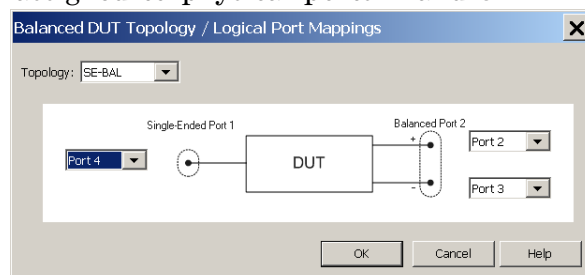 Balanced DUT Topology / Logical Port Mappings
X
Topology: SE-BAL
Single-Ended Port 1
Balanced Port 2
Port 4
DUT
+
-
Port 2
Port 3
OK Cancel Help